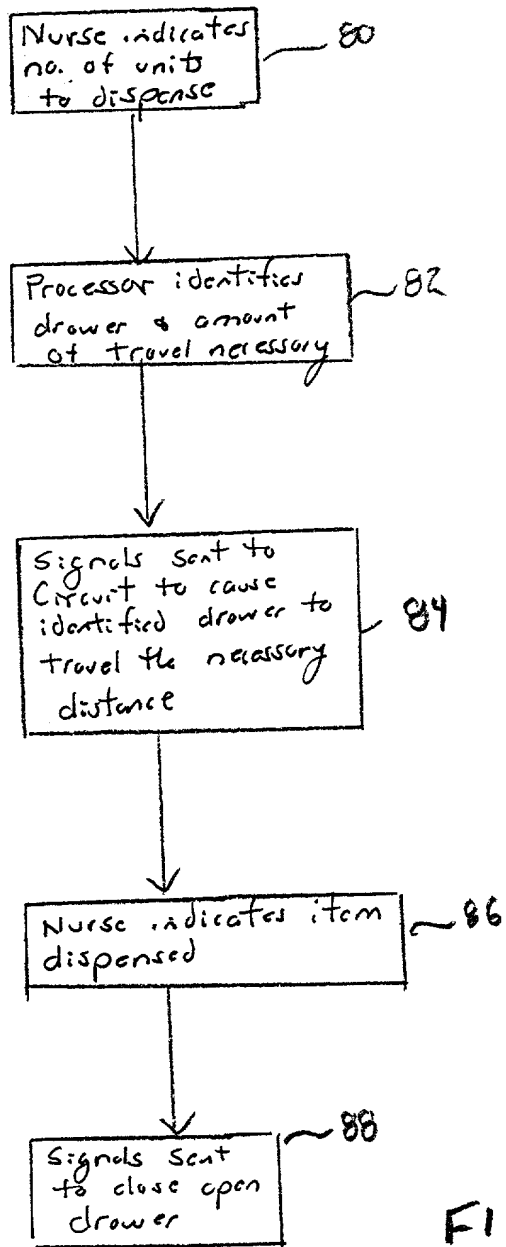 Nurse indicates
no. of units
to dispense
80
Processor identifies
drawer & amount
of travel necessary
82
Signals sent to
Circuit to cause
identified drawer to
travel the necessary
distance
84
Nurse indicates item
dispensed
86
Signals sent
to close open
drawer
88
FI